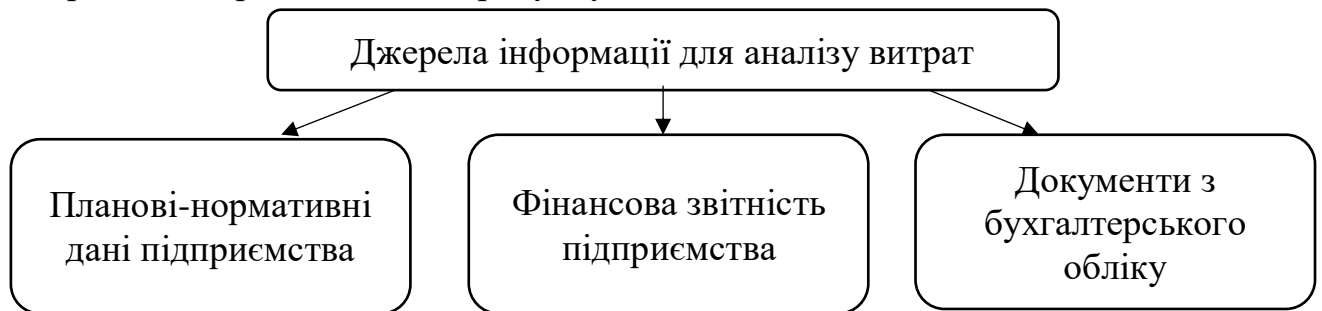 Джерела інформації для аналізу витрат
Планові-нормативні
дані підприємства
Фінансова звітність
підприємства
Документи з
бухгалтерського
обліку